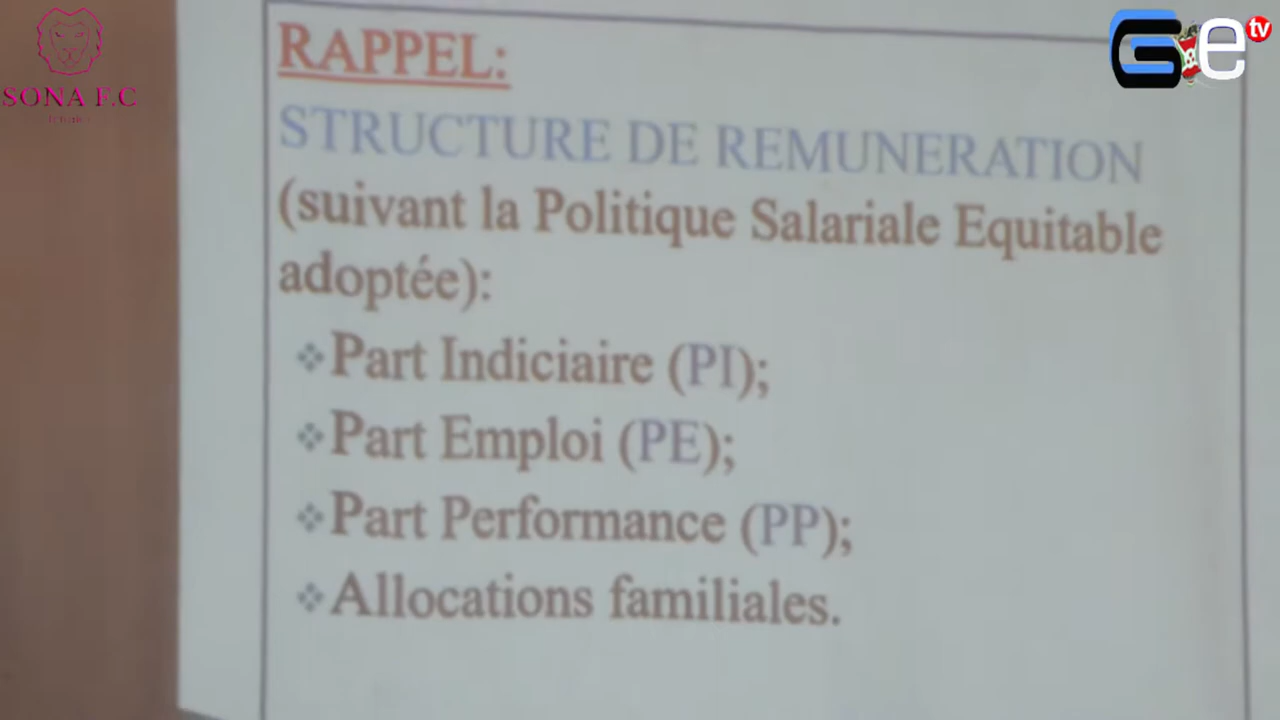 SONA F.C
G e tv
RAPPEL:
STRUCTURE DE REMUNERATION
(suivant la Politique Salariale Equitable
adoptée):
❖Part Indiciaire (PI);
❖Part Emploi (PE);
❖Part Performance (PP);
❖Allocations familiales.